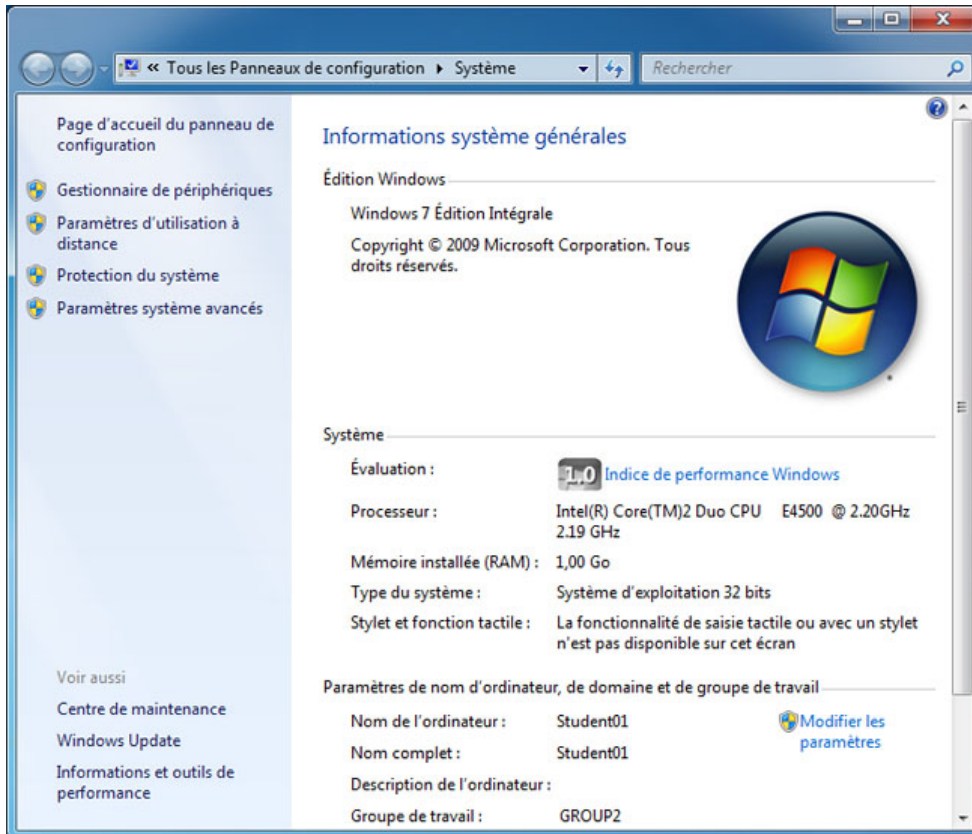 « Tous les Panneaux de configuration ▸ Système
Rechercher
Page d'accueil du panneau de
configuration
Gestionnaire de périphériques
Paramètres d'utilisation à
distance
Protection du système
Paramètres système avancés
Voir aussi
Centre de maintenance
Windows Update
Informations et outils de
performance
Informations système générales
Édition Windows
Windows 7 Édition Intégrale
Copyright © 2009 Microsoft Corporation. Tous
droits réservés.
Système
Évaluation :
1,0 Indice de performance Windows
Processeur :
Intel(R) Core(TM)2 Duo CPU E4500 @ 2.20GHz
2.19 GHz
Mémoire installée (RAM) : 1,00 Go
Type du système : Système d'exploitation 32 bits
Stylet et fonction tactile : La fonctionnalité de saisie tactile ou avec un stylet
n'est pas disponible sur cet écran
Paramètres de nom d'ordinateur, de domaine et de groupe de travail
Nom de l'ordinateur : Student01
Modifier les
paramètres
Nom complet : Student01
Description de l'ordinateur :
Groupe de travail : GROUP2